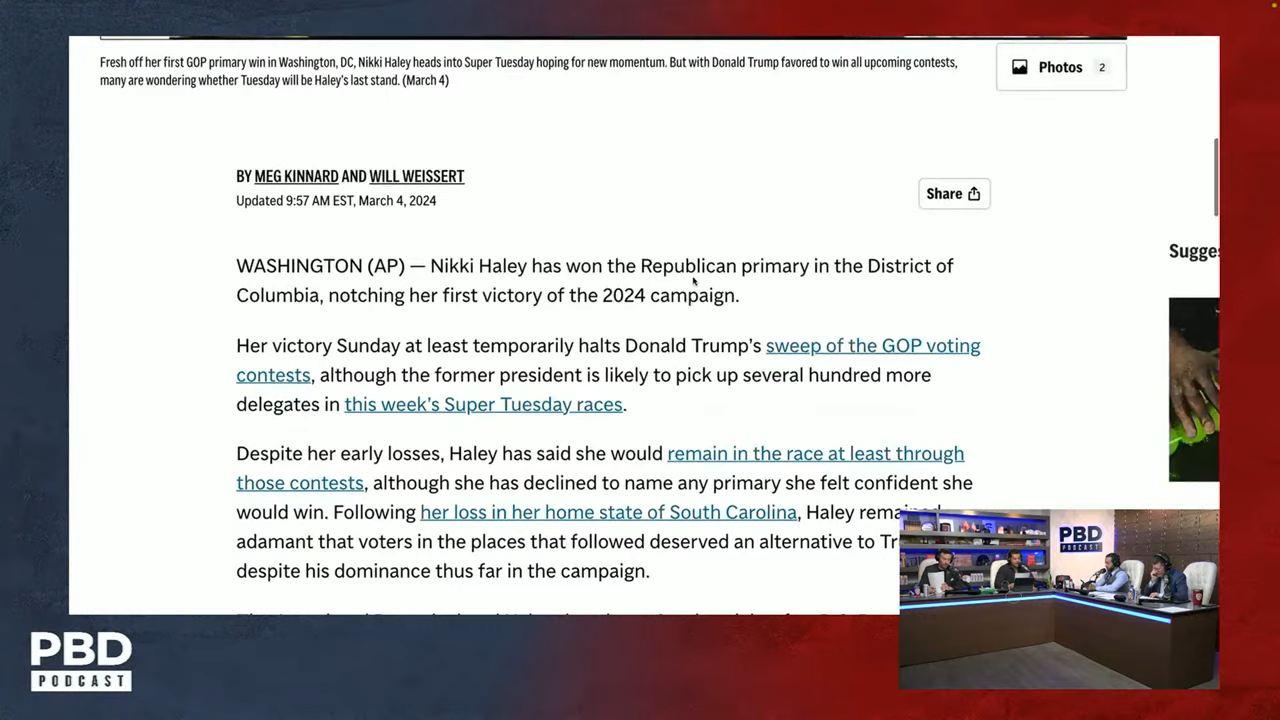 Fresh off her first GOP primary win in Washington, DC, Nikki Haley heads into Super Tuesday hoping for new momentum. But with Donald Trump favored to win all upcoming contests,
many are wondering whether Tuesday will be Haley's last stand. (March 4)
Photos 2
BY MEG KINNARD AND WILL WEISSERT
Updated 9:57 AM EST, March 4, 2024
Share
WASHINGTON (AP) — Nikki Haley has won the Republican primary in the District of
Columbia, notching her first victory of the 2024 campaign.
Her victory Sunday at least temporarily halts Donald Trump’s sweep of the GOP voting
contests, although the former president is likely to pick up several hundred more
delegates in this week’s Super Tuesday races.
Despite her early losses, Haley has said she would remain in the race at least through
those contests, although she has declined to name any primary she felt confident she
would win. Following her loss in her home state of South Carolina, Haley
adamant that voters in the places that followed deserved an alternative to
despite his dominance thus far in the campaign.
Sugges
PBD
PODCAST
PBD
PODCAST